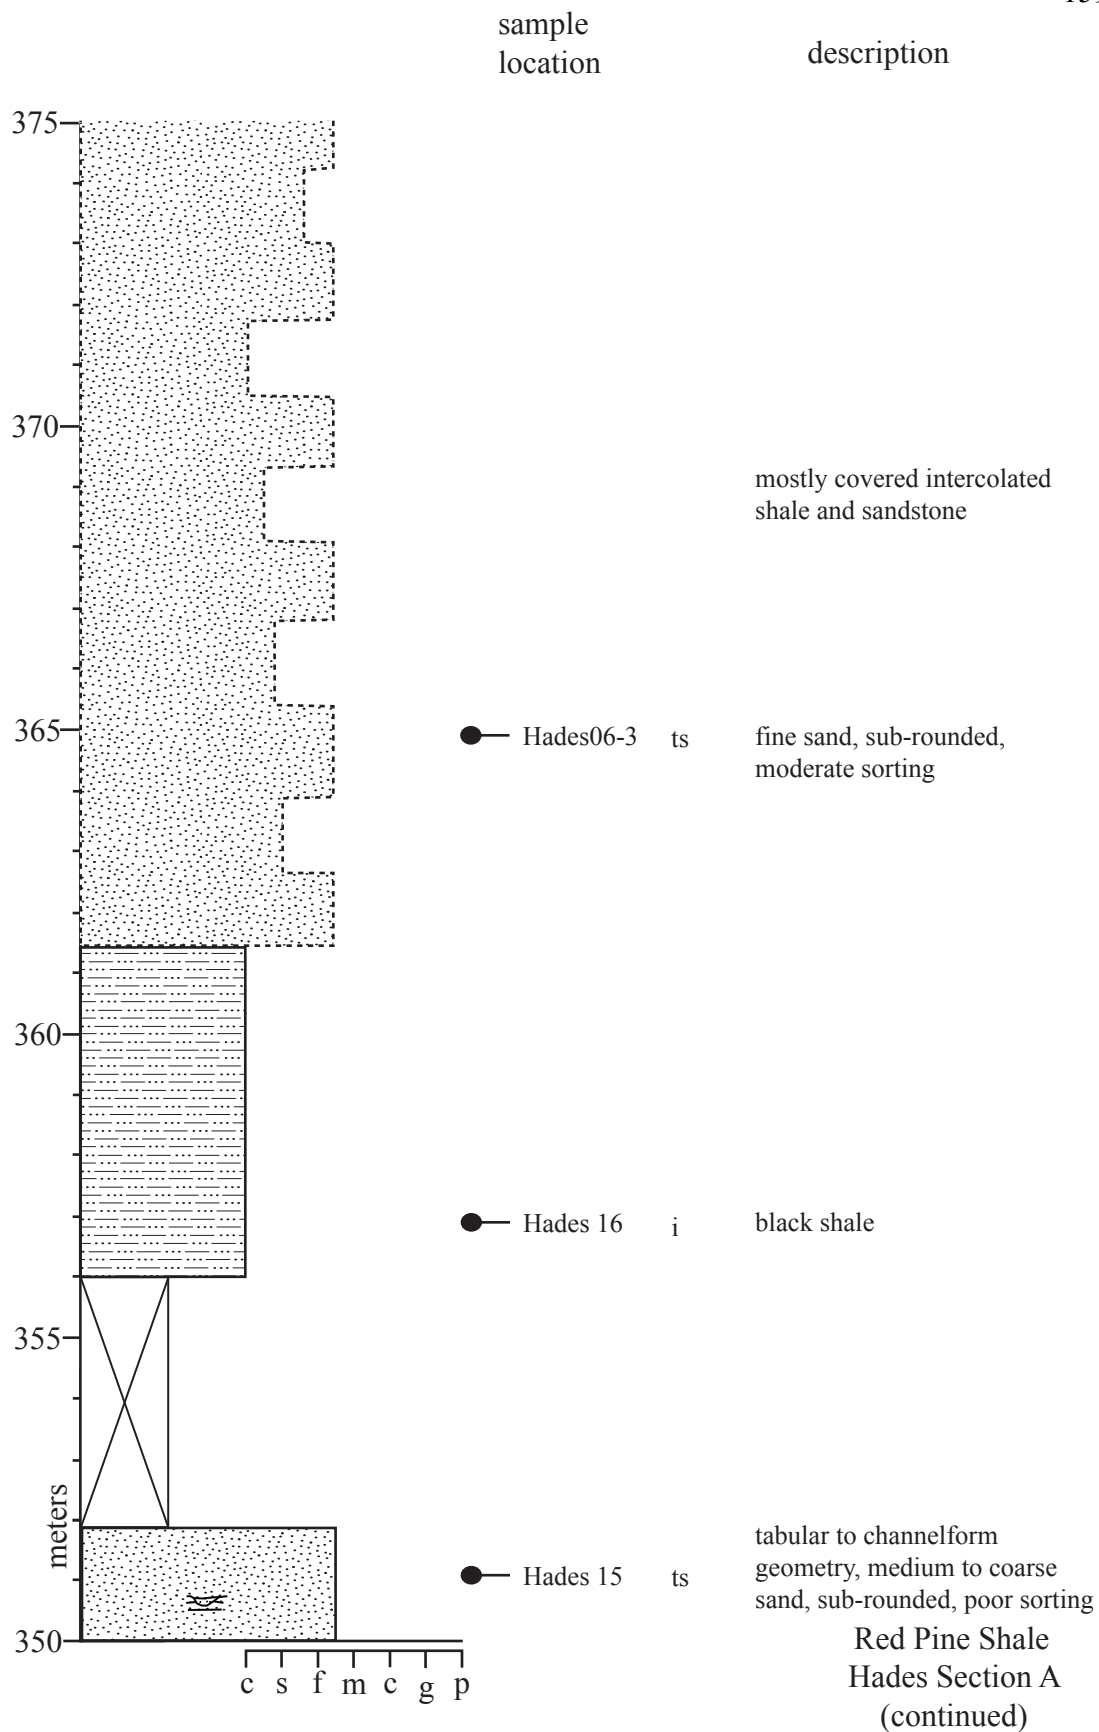 sample
location
description
375
370
mostly covered intercolated
shale and sandstone
365
Hades06-3 ts fine sand, sub-rounded,
moderate sorting
360
Hades 16 i black shale
355
meters
tabular to channelform
Hades 15 ts geometry, medium to coarse
sand, sub-rounded, poor sorting
350
c s f m c g p
Red Pine Shale
Hades Section A
(continued)